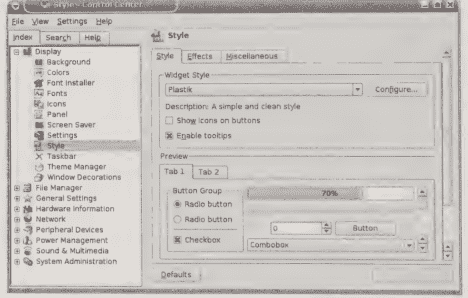 Style - Control Center
File View Settings Help
Index Search Help
Display
Background
Colors
Font Installer
Fonts
Icons
Panel
Screen Saver
Settings
Style
Taskbar
Theme Manager
Window Decorations
File Manager
General Settings
Hardware Information
Network
Peripheral Devices
Power Management
Sound & Multimedia
System Administration
Style
Style Effects Miscellaneous
Widget Style
Plastik Configure...
Description: A simple and clean style
Show icons on buttons
Enable tooltips
Preview
Tab 1 Tab 2
Button Group 70%
Radio button
Radio button
0 Button
Checkbox Combobox
Defaults